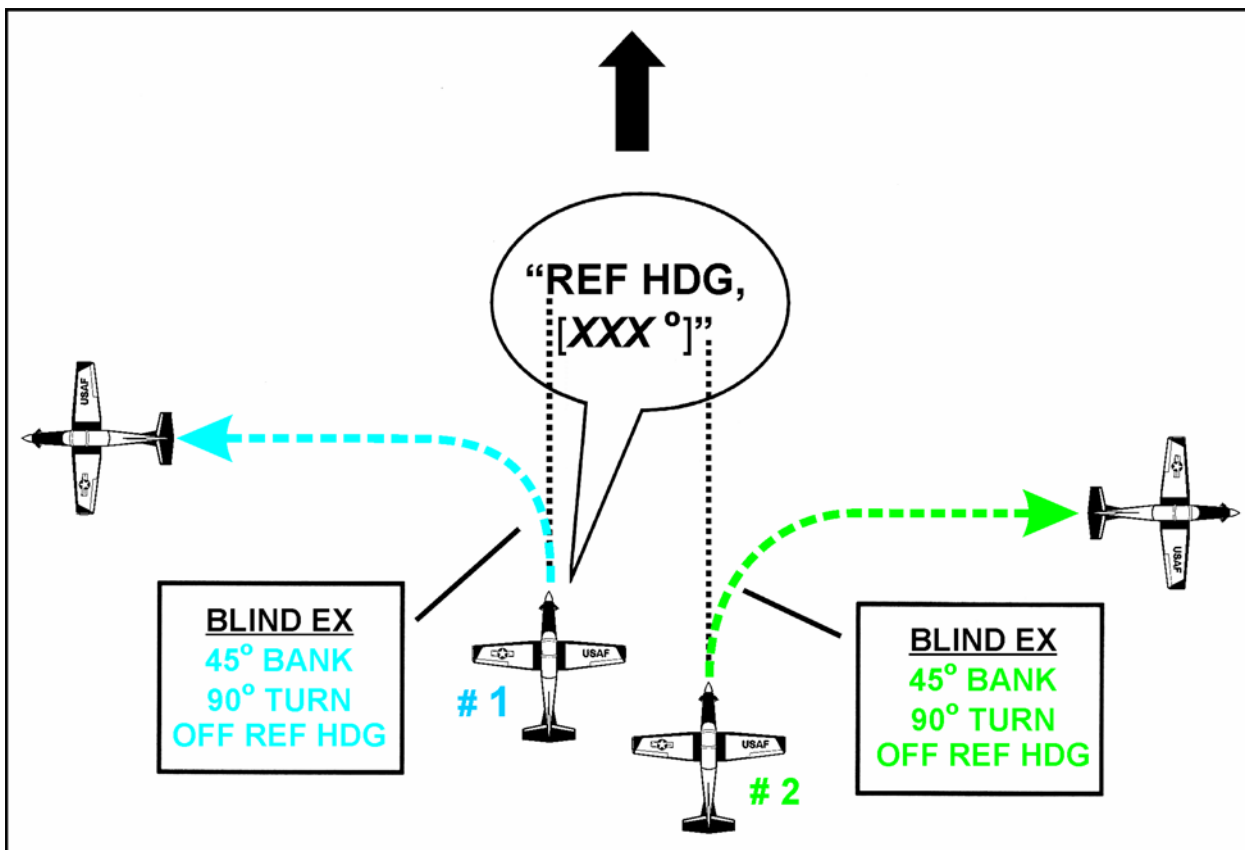 “REF HDG,
[XXX °]”
USAF
USAF
BLIND EX
45° BANK
90° TURN
OFF REF HDG
# 1
USAF
USAF
# 2
BLIND EX
45° BANK
90° TURN
OFF REF HDG